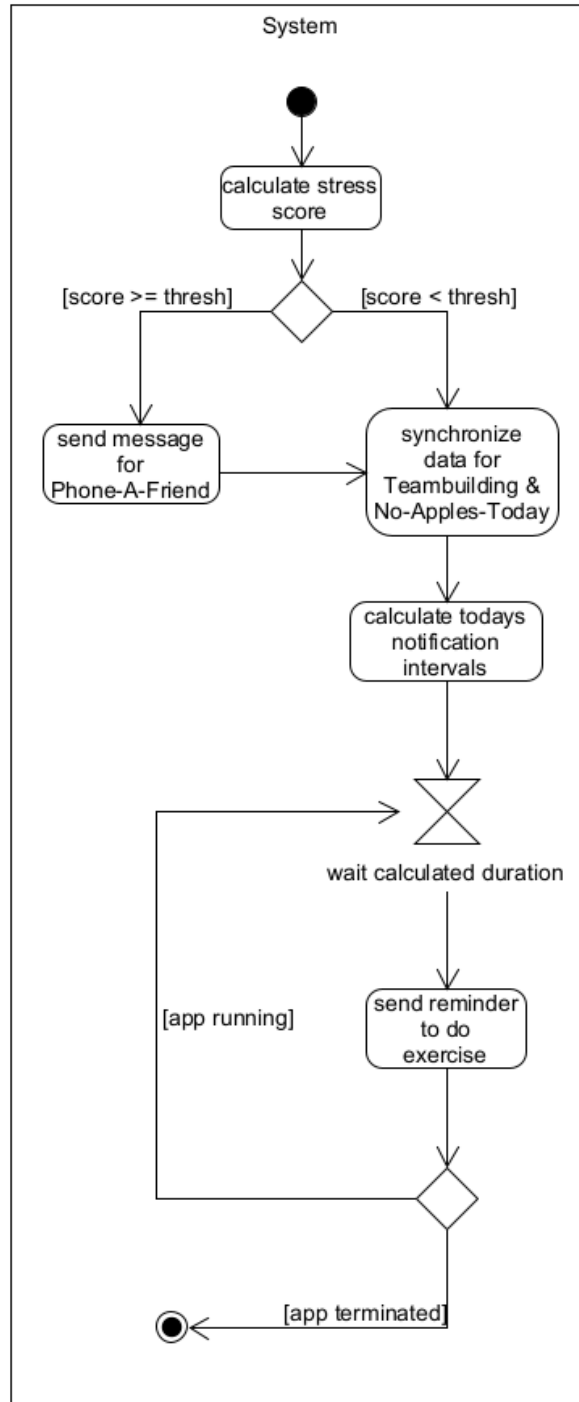 System
calculate stress
score
[score >= thresh]
[score < thresh]
send message
for
Phone-A-Friend
synchronize
data for
Teambuilding &
No-Apples-Today
calculate todays
notification
intervals
wait calculated duration
send reminder
to do
exercise
[app running]
[app terminated]